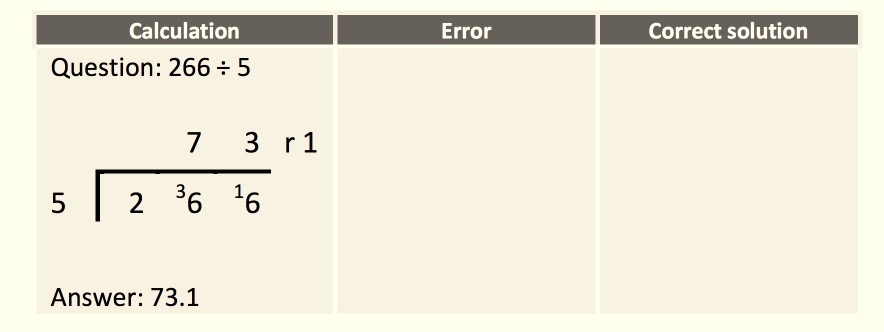 Calculation Error Correct solution
Question: 266 ÷ 5
7 3 r 1
5 2 ³6 ¹6
Answer: 73.1